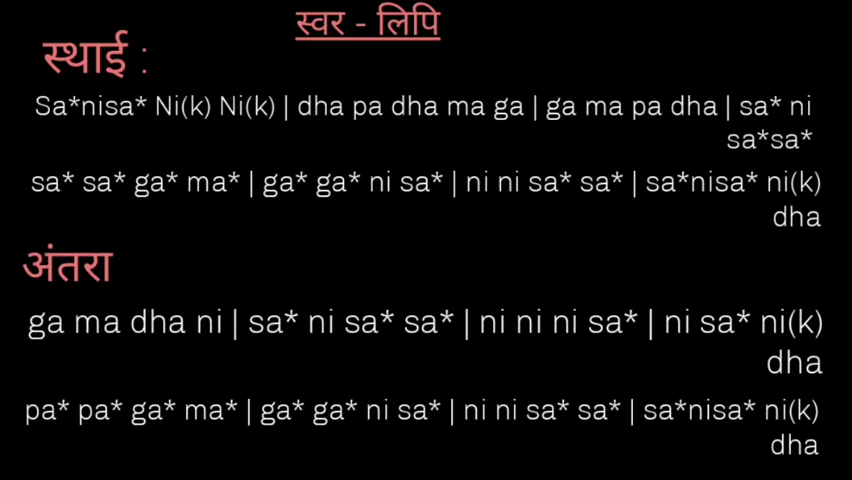 स्वर - लिपि
स्थाई :
Sa*nisa* Ni(k) Ni(k) | dha pa dha ma ga | ga ma pa dha | sa* ni
sa*sa*
sa* sa* ga* ma* | ga* ga* ni sa* | ni ni sa* sa* | sa*nisa* ni(k)
dha
अंतरा
ga ma dha ni | sa* ni sa* sa* | ni ni ni sa* | ni sa* ni(k)
dha
pa* pa* ga* ma* | ga* ga* ni sa* | ni ni sa* sa* | sa*nisa* ni(k)
dha